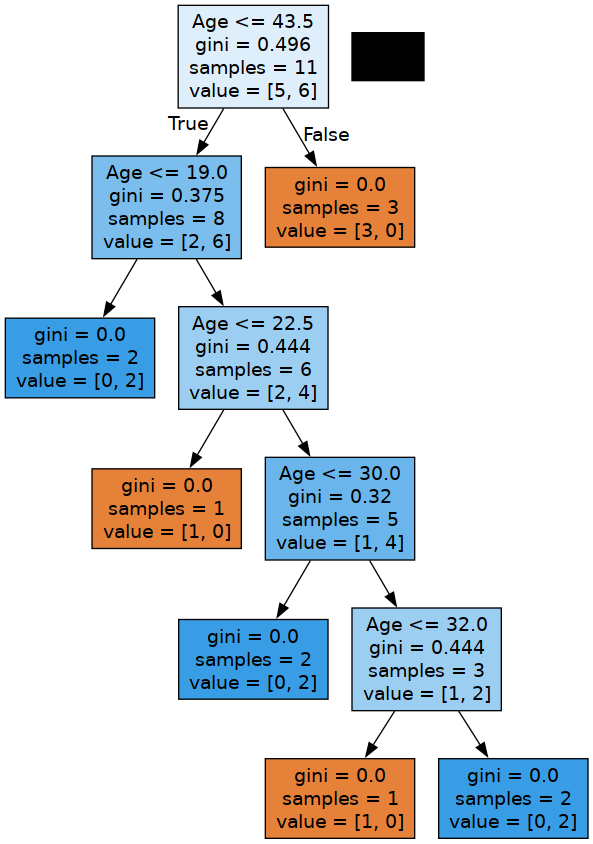 Age <= 43.5
gini = 0.496
samples = 11
value = [5, 6]
True
False
Age <= 19.0
gini = 0.375
samples = 8
value = [2, 6]
gini = 0.0
samples = 3
value = [3, 0]
gini = 0.0
samples = 2
value = [0, 2]
Age <= 22.5
gini = 0.444
samples = 6
value = [2, 4]
gini = 0.0
samples = 1
value = [1, 0]
Age <= 30.0
gini = 0.32
samples = 5
value = [1, 4]
gini = 0.0
samples = 2
value = [0, 2]
Age <= 32.0
gini = 0.444
samples = 3
value = [1, 2]
gini = 0.0
samples = 1
value = [1, 0]
gini = 0.0
samples = 2
value = [0, 2]